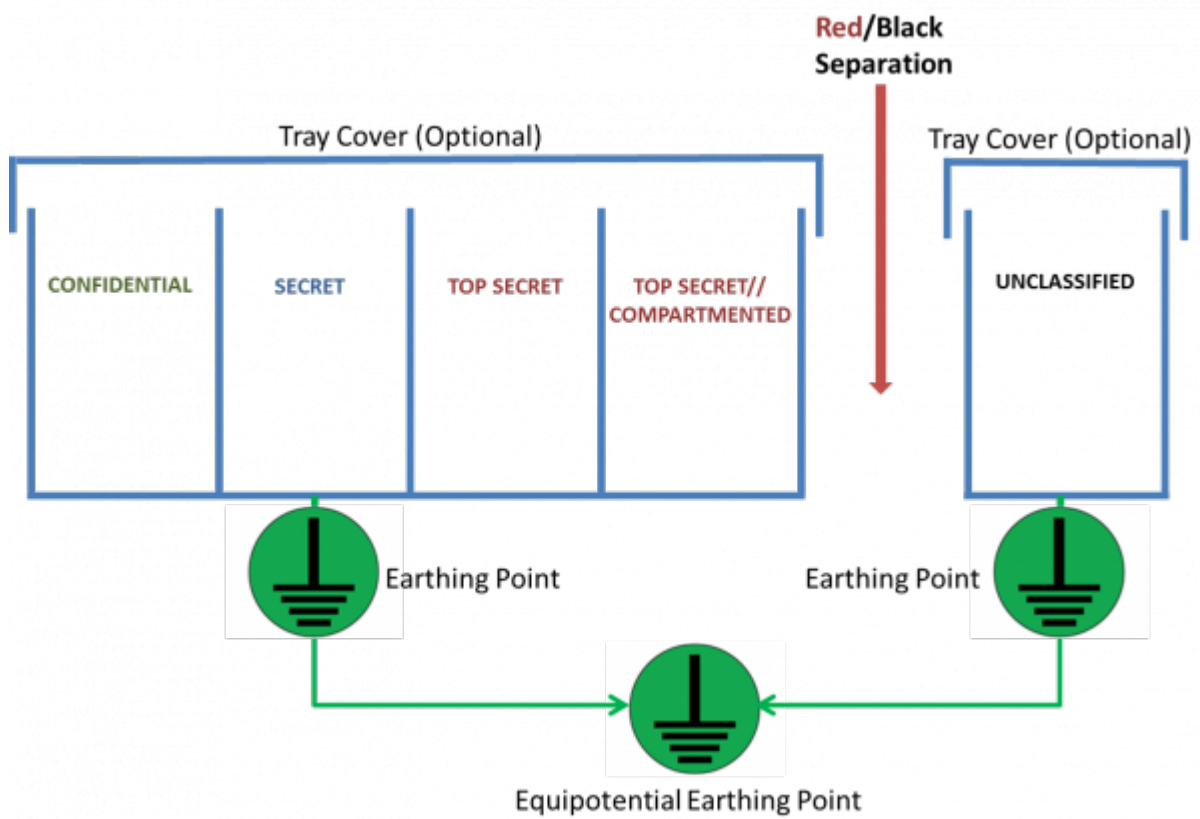 Red/Black
Separation
Tray Cover (Optional)
Tray Cover (Optional)
CONFIDENTIAL
SECRET
TOP SECRET
TOP SECRET//
COMPARTMENTED
UNCLASSIFIED
Earthing Point
Earthing Point
Equipotential Earthing Point